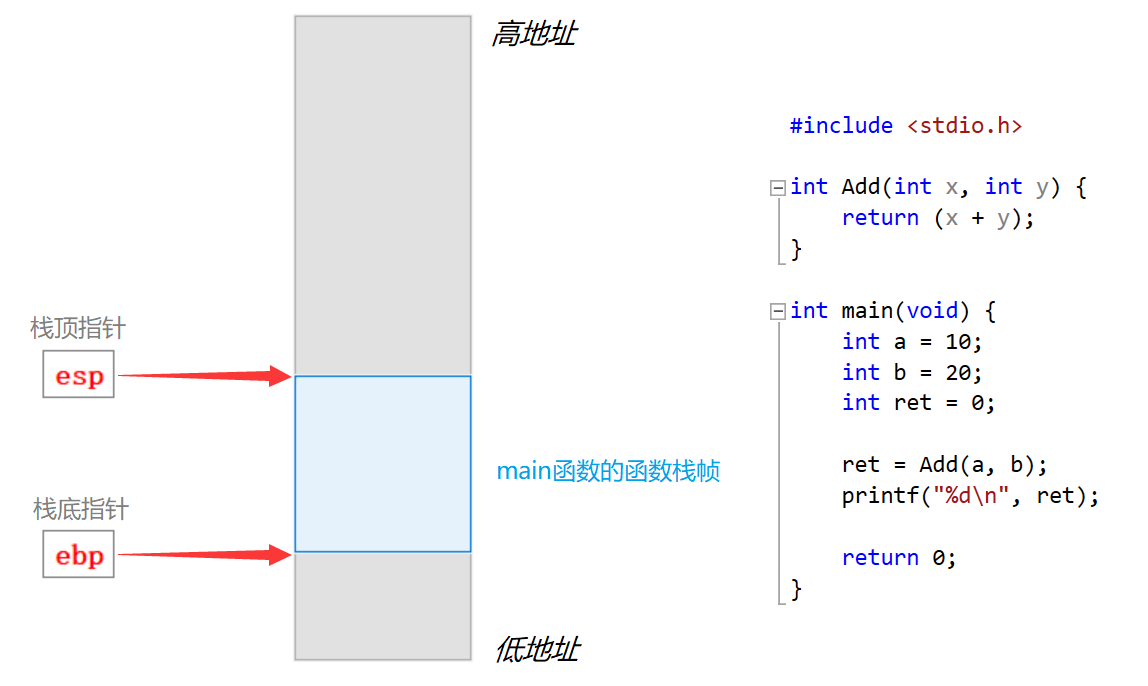 高地址
栈顶指针
esp
main函数的函数栈帧
栈底指针
ebp
低地址
#include <stdio.h>
int Add(int x, int y) {
    return (x + y);
}
int main(void) {
    int a = 10;
    int b = 20;
    int ret = 0;
    ret = Add(a, b);
    printf("%d\n", ret);
    return 0;
}